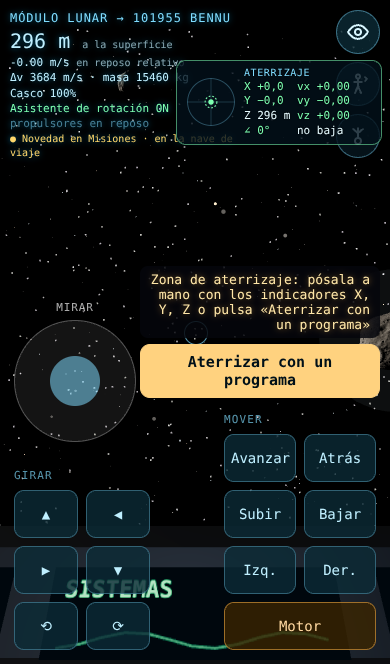 MÓDULO LUNAR → 101955 BENNU
296 m a la superficie
-0.00 m/s en reposo relativo
Δv 3684 m/s · masa 15460 kg
Casco 100%
Asistente de rotación ON
propulsores en reposo
● Novedad en Misiones · en la nave de viaje
ATERRIZAJE
X +0,0 vx +0,00
Y −0,0 vy −0,00
Z 296 m vz +0,00
∠ 0° no baja
Zona de aterrizaje: pósala a
mano con los indicadores X,
Y, Z o pulsa «Aterrizar con
un programa»
MIRAR
Aterrizar con un
programa
MOVER
Avanzar Atrás
GIRAR
▲ ◄ Subir Bajar
► ▼ Izq. Der.
SISTEMAS
⟲ ⟳ Motor